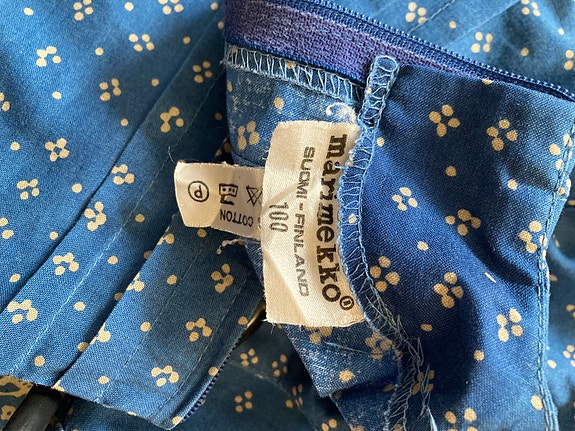 marimekko®
SUOMI - FINLAND
100
% COTTON
P